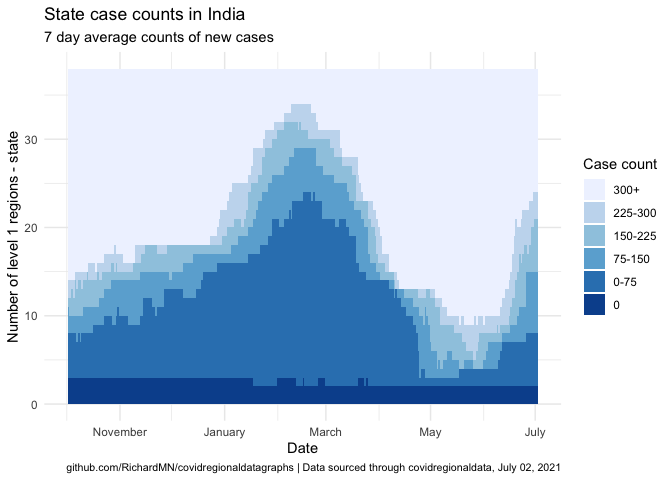 State case counts in India
7 day average counts of new cases
Number of level 1 regions - state
30
20
10
0
November
January
March
May
July
Date
Case count
300+
225-300
150-225
75-150
0-75
0
github.com/RichardMN/covidregionaldatagraphs | Data sourced through covidregionaldata, July 02, 2021